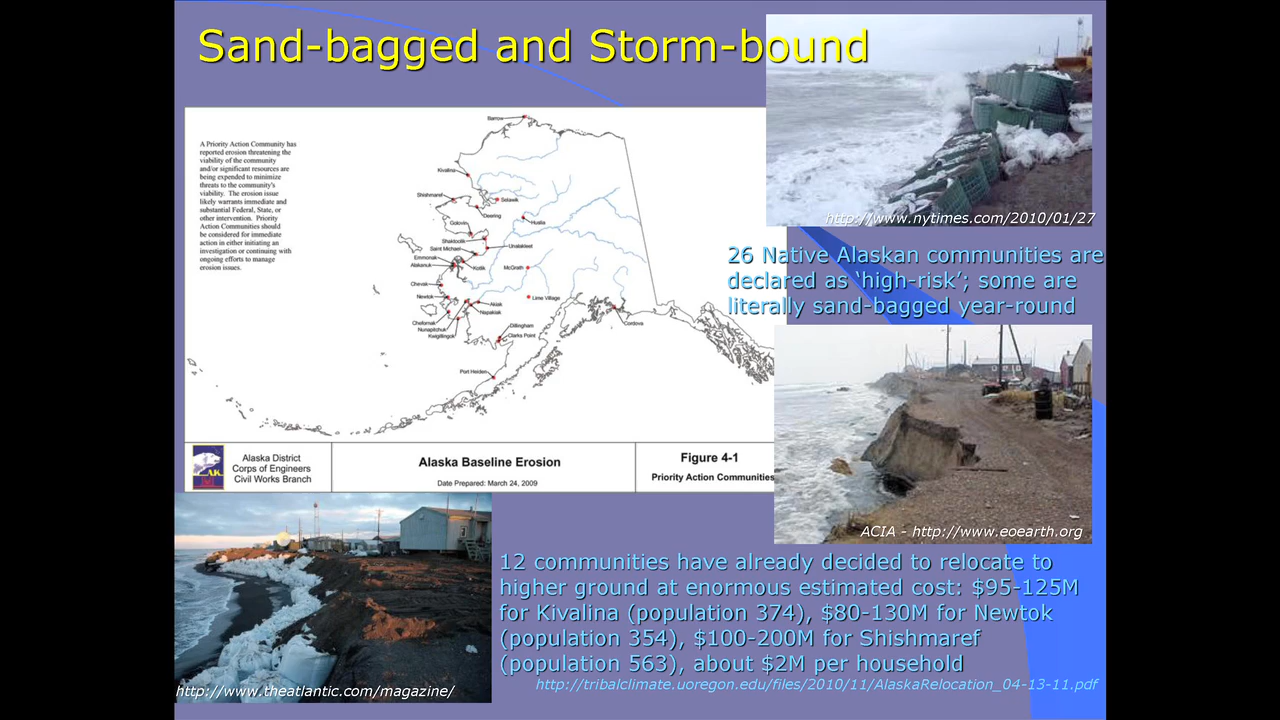 Sand-bagged and Storm-bound
http://www.nytimes.com/2010/01/27
A Priority Action Community has
reported erosion threatening the
viability of the community
and/or significant resources are
being expended to minimize
threats to the community's
viability. The erosion issue
likely warrants immediate and
substantial Federal, State, or
other intervention. Priority
Action Communities should
be considered for immediate
action in either initiating an
investigation or continuing with
ongoing efforts to manage
erosion issues.
Barrow
Kivalina
Shishmaref
Selawik
Deering
Golovin
Huslia
Shaktoolik
Saint Michael
Unalakleet
Emmonak
Alakanuk
Kotlik
McGrath
Chevak
Newtok
Lime Village
Akiak
Napakiak
Chefornak
Nunapitchuk
Kwigillingok
Dillingham
Clarks Point
Cordova
Port Heiden
26 Native Alaskan communities are
declared as ‘high-risk’; some are
literally sand-bagged year-round
AK
Alaska District
Corps of Engineers
Civil Works Branch
Alaska Baseline Erosion
Date Prepared: March 24, 2009
Figure 4-1
Priority Action Communities
ACIA - http://www.eoearth.org
12 communities have already decided to relocate to
higher ground at enormous estimated cost: $95-125M
for Kivalina (population 374), $80-130M for Newtok
(population 354), $100-200M for Shishmaref
(population 563), about $2M per household
http://tribalclimate.uoregon.edu/files/2010/11/AlaskaRelocation_04-13-11.pdf
http://www.theatlantic.com/magazine/